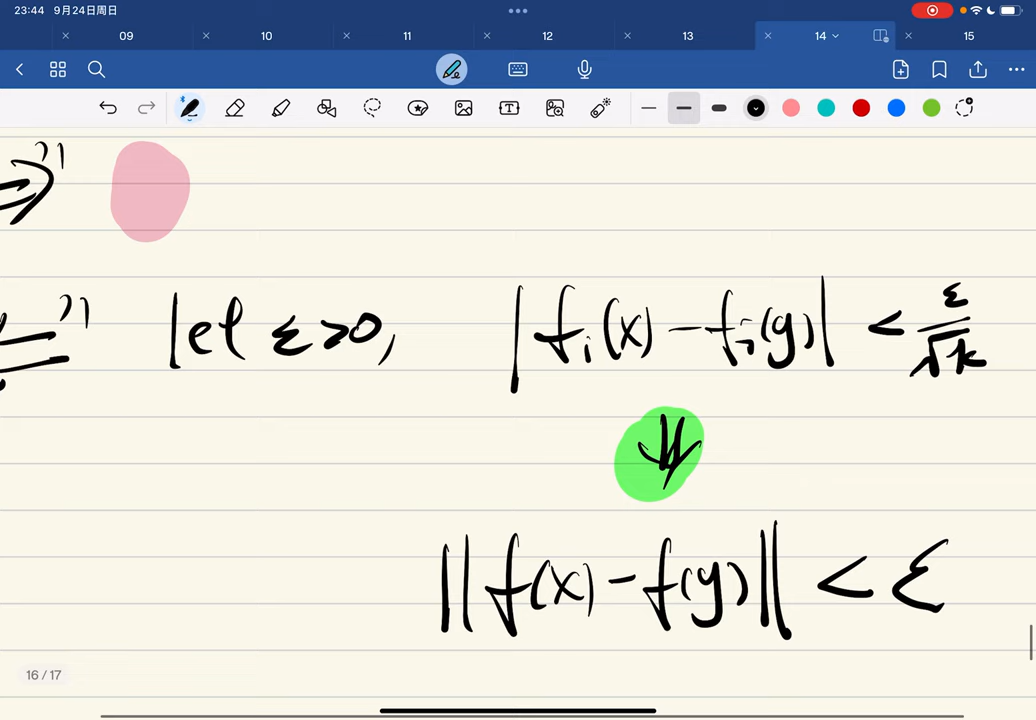 23:44 9月24日周日
09 10 11 12 13 14 15
⇒"
⇐" let ε>0, |fᵢ(x)-fᵢ(y)| < ε/√k
⇓
||f(x)-f(y)|| < ε
16 / 17